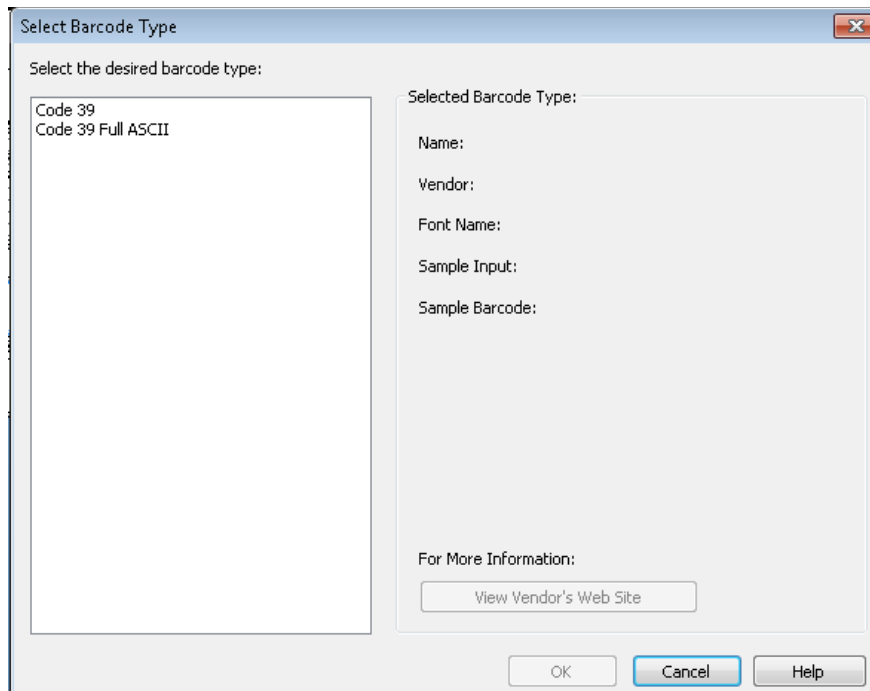 Select Barcode Type
Select the desired barcode type:
Code 39
Code 39 Full ASCII
Selected Barcode Type:
Name:
Vendor:
Font Name:
Sample Input:
Sample Barcode:
For More Information:
View Vendor's Web Site
OK Cancel Help